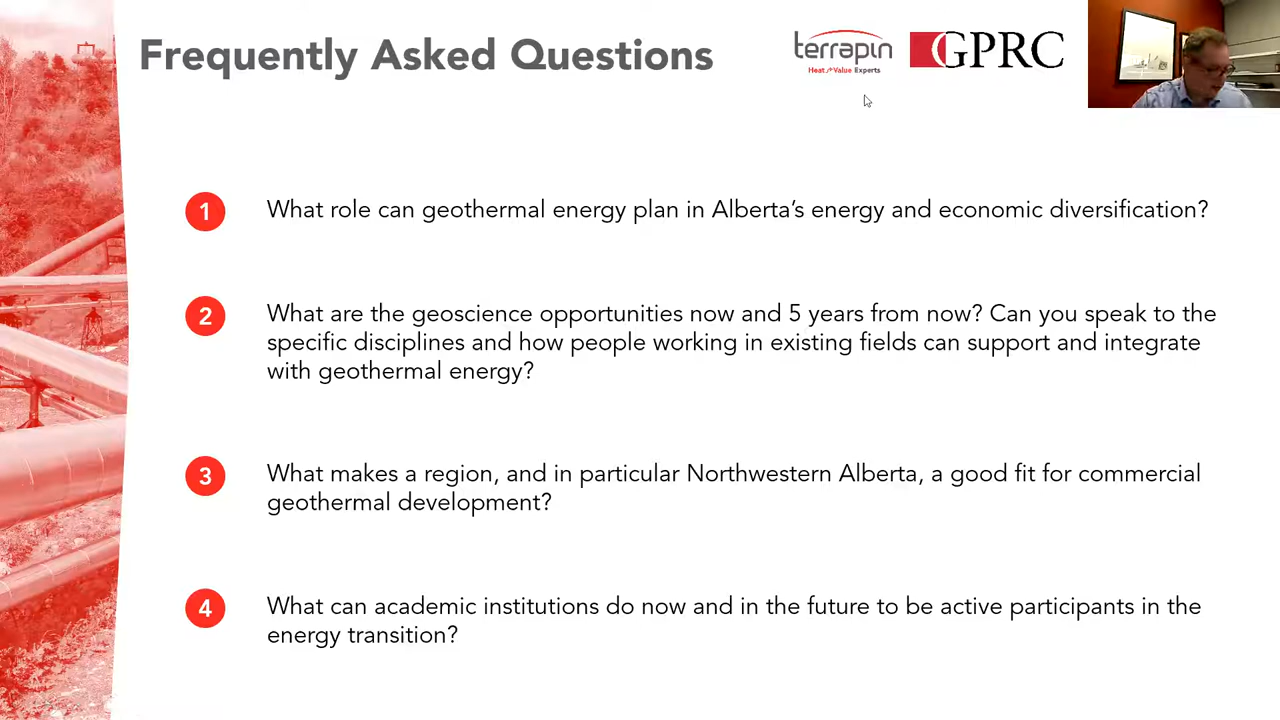 Frequently Asked Questions
terrapin
Heat to Value Experts
GPRC
1
What role can geothermal energy plan in Alberta’s energy and economic diversification?
2
What are the geoscience opportunities now and 5 years from now? Can you speak to the
specific disciplines and how people working in existing fields can support and integrate
with geothermal energy?
3
What makes a region, and in particular Northwestern Alberta, a good fit for commercial
geothermal development?
4
What can academic institutions do now and in the future to be active participants in the
energy transition?